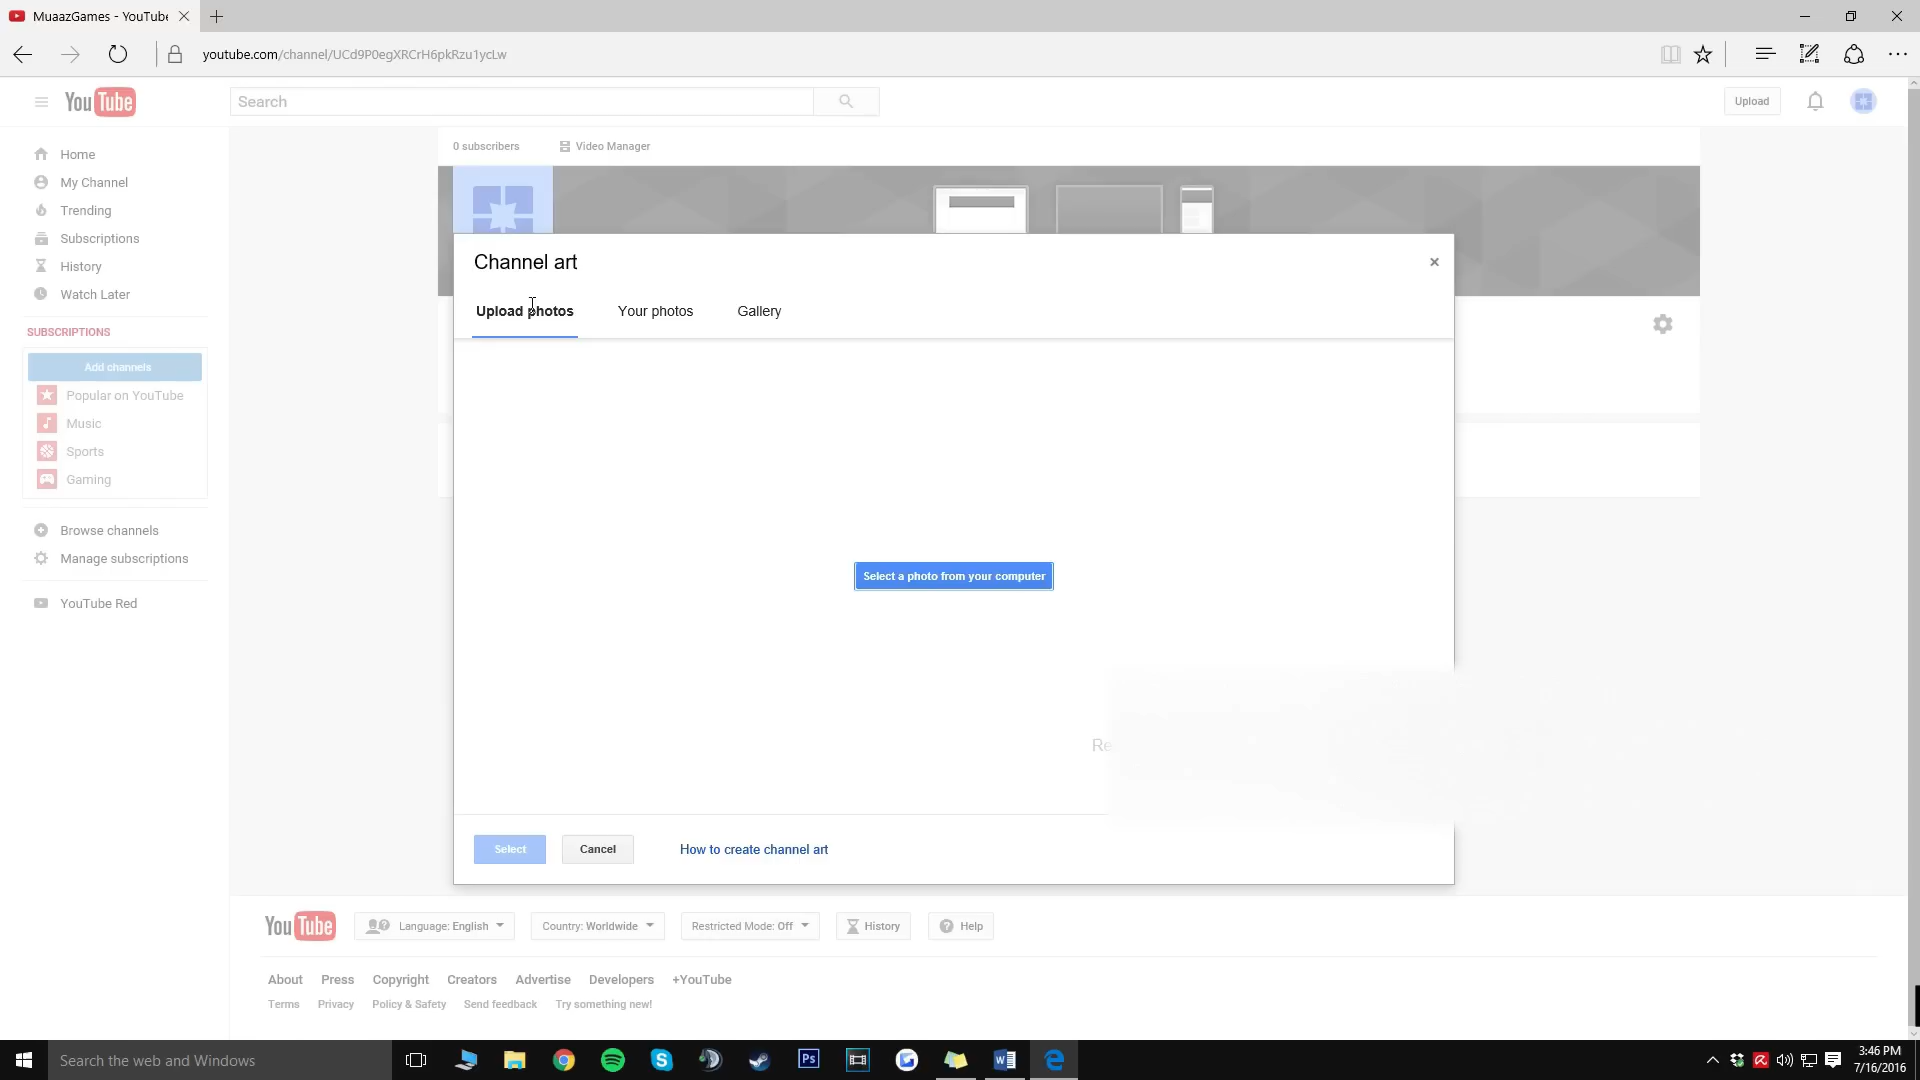 MuaazGames - YouTube
youtube.com/channel/UCd9P0egXRCrH6pkRzu1ycLw
YouTube
Search
Upload
Home
My Channel
Trending
Subscriptions
History
Watch Later
SUBSCRIPTIONS
Add channels
Popular on YouTube
Music
Sports
Gaming
Browse channels
Manage subscriptions
YouTube Red
0 subscribers
Video Manager
Channel art
Upload photos
Your photos
Gallery
Select a photo from your computer
Re
Select
Cancel
How to create channel art
YouTube
Language: English
Country: Worldwide
Restricted Mode: Off
History
Help
About Press Copyright Creators Advertise Developers +YouTube
Terms Privacy Policy & Safety Send feedback Try something new!
Search the web and Windows
Ps
3:46 PM
7/16/2016